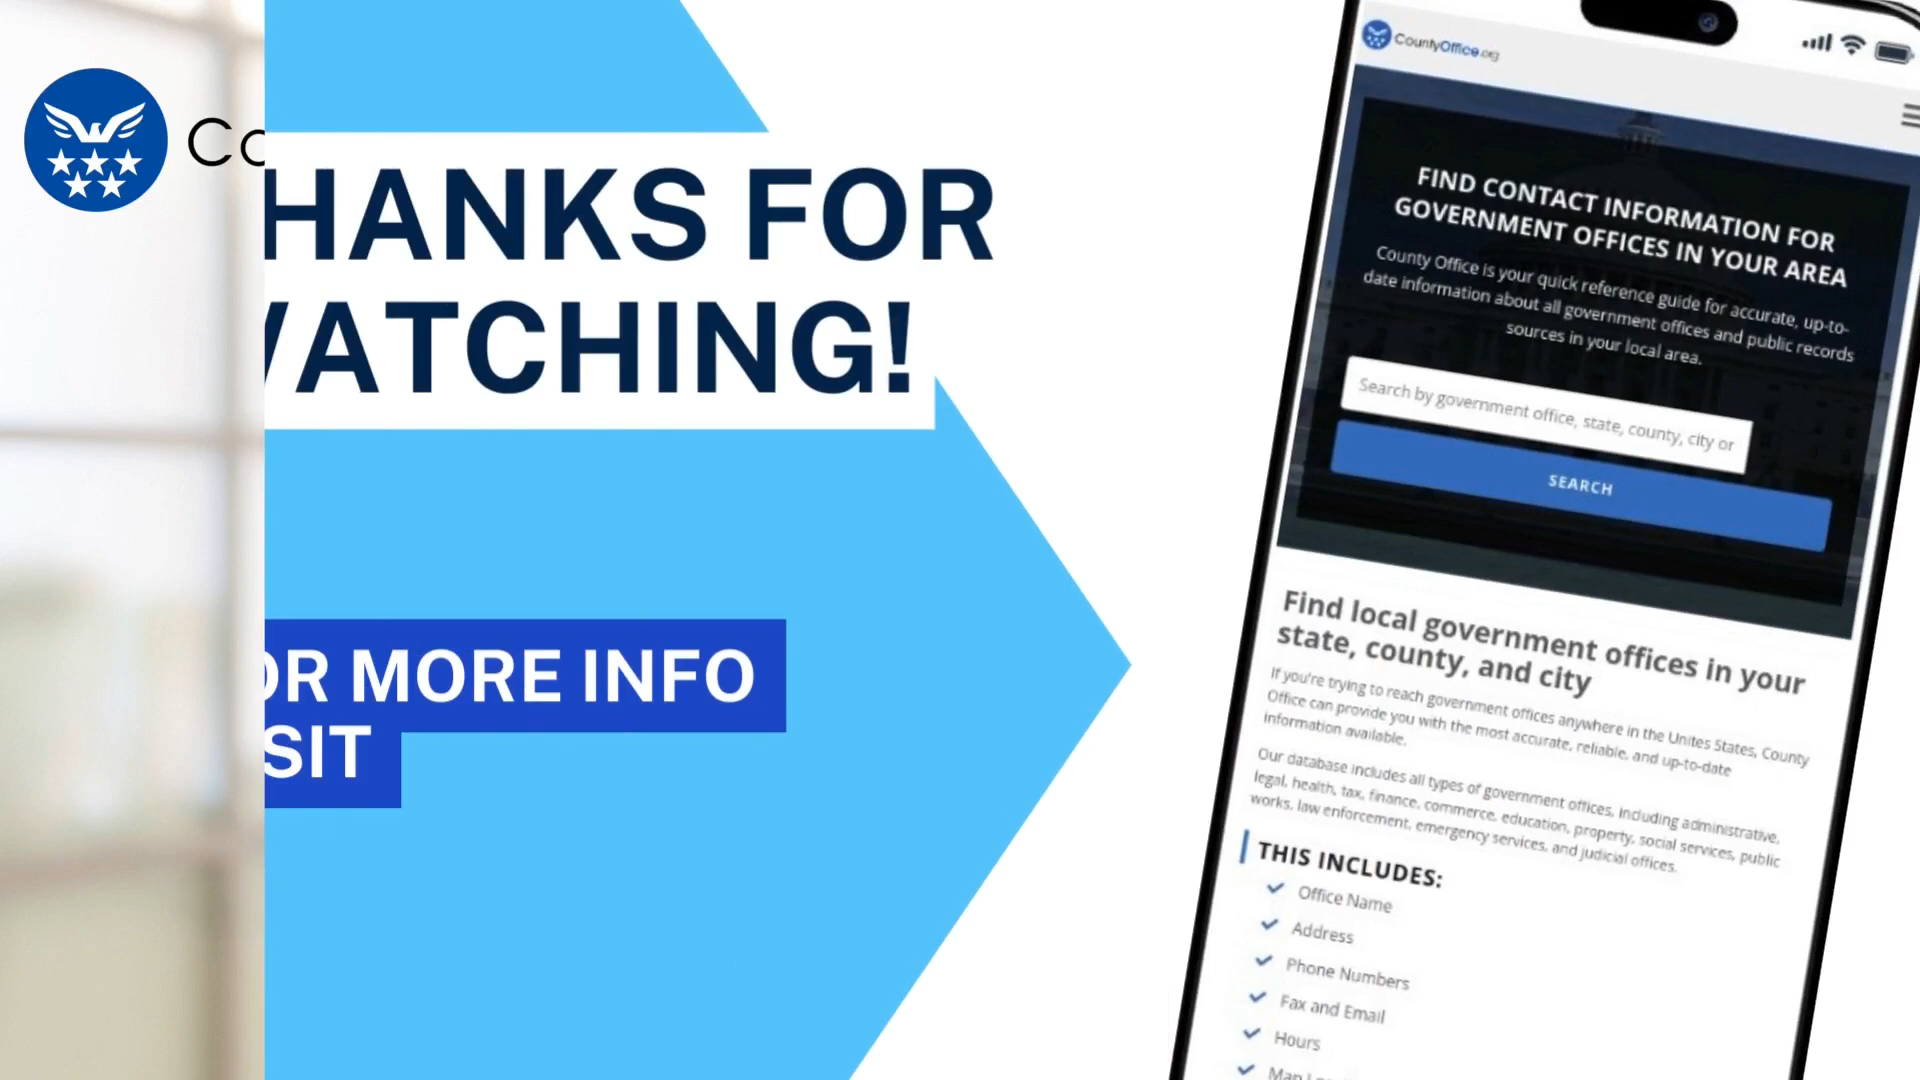 Co
HANKS FOR
WATCHING!
OR MORE INFO
SIT
CountyOffice.org
FIND CONTACT INFORMATION FOR
GOVERNMENT OFFICES IN YOUR AREA
County Office is your quick reference guide for accurate, up-to-
date information about all government offices and public records
sources in your local area.
Search by government office, state, county, city or
SEARCH
Find local government offices in your
state, county, and city
If you're trying to reach government offices anywhere in the Unites States, County
Office can provide you with the most accurate, reliable, and up-to-date
information available.
Our database includes all types of government offices, including administrative,
legal, health, tax, finance, commerce, education, property, social services, public
works, law enforcement, emergency services, and judicial offices.
THIS INCLUDES:
Office Name
Address
Phone Numbers
Fax and Email
Hours